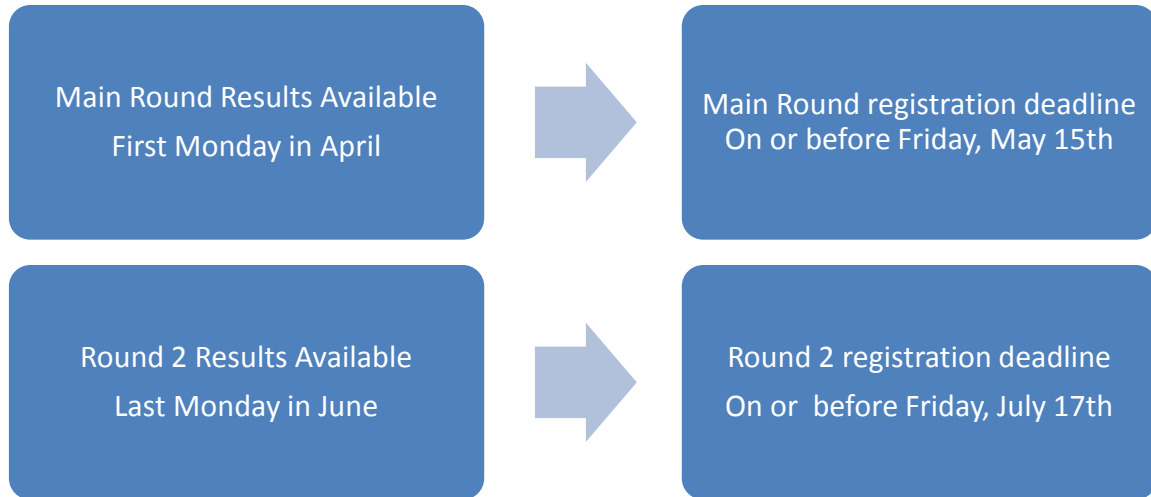 Main Round Results Available
First Monday in April
Main Round registration deadline
On or before Friday, May 15th
Round 2 Results Available
Last Monday in June
Round 2 registration deadline
On or  before Friday, July 17th